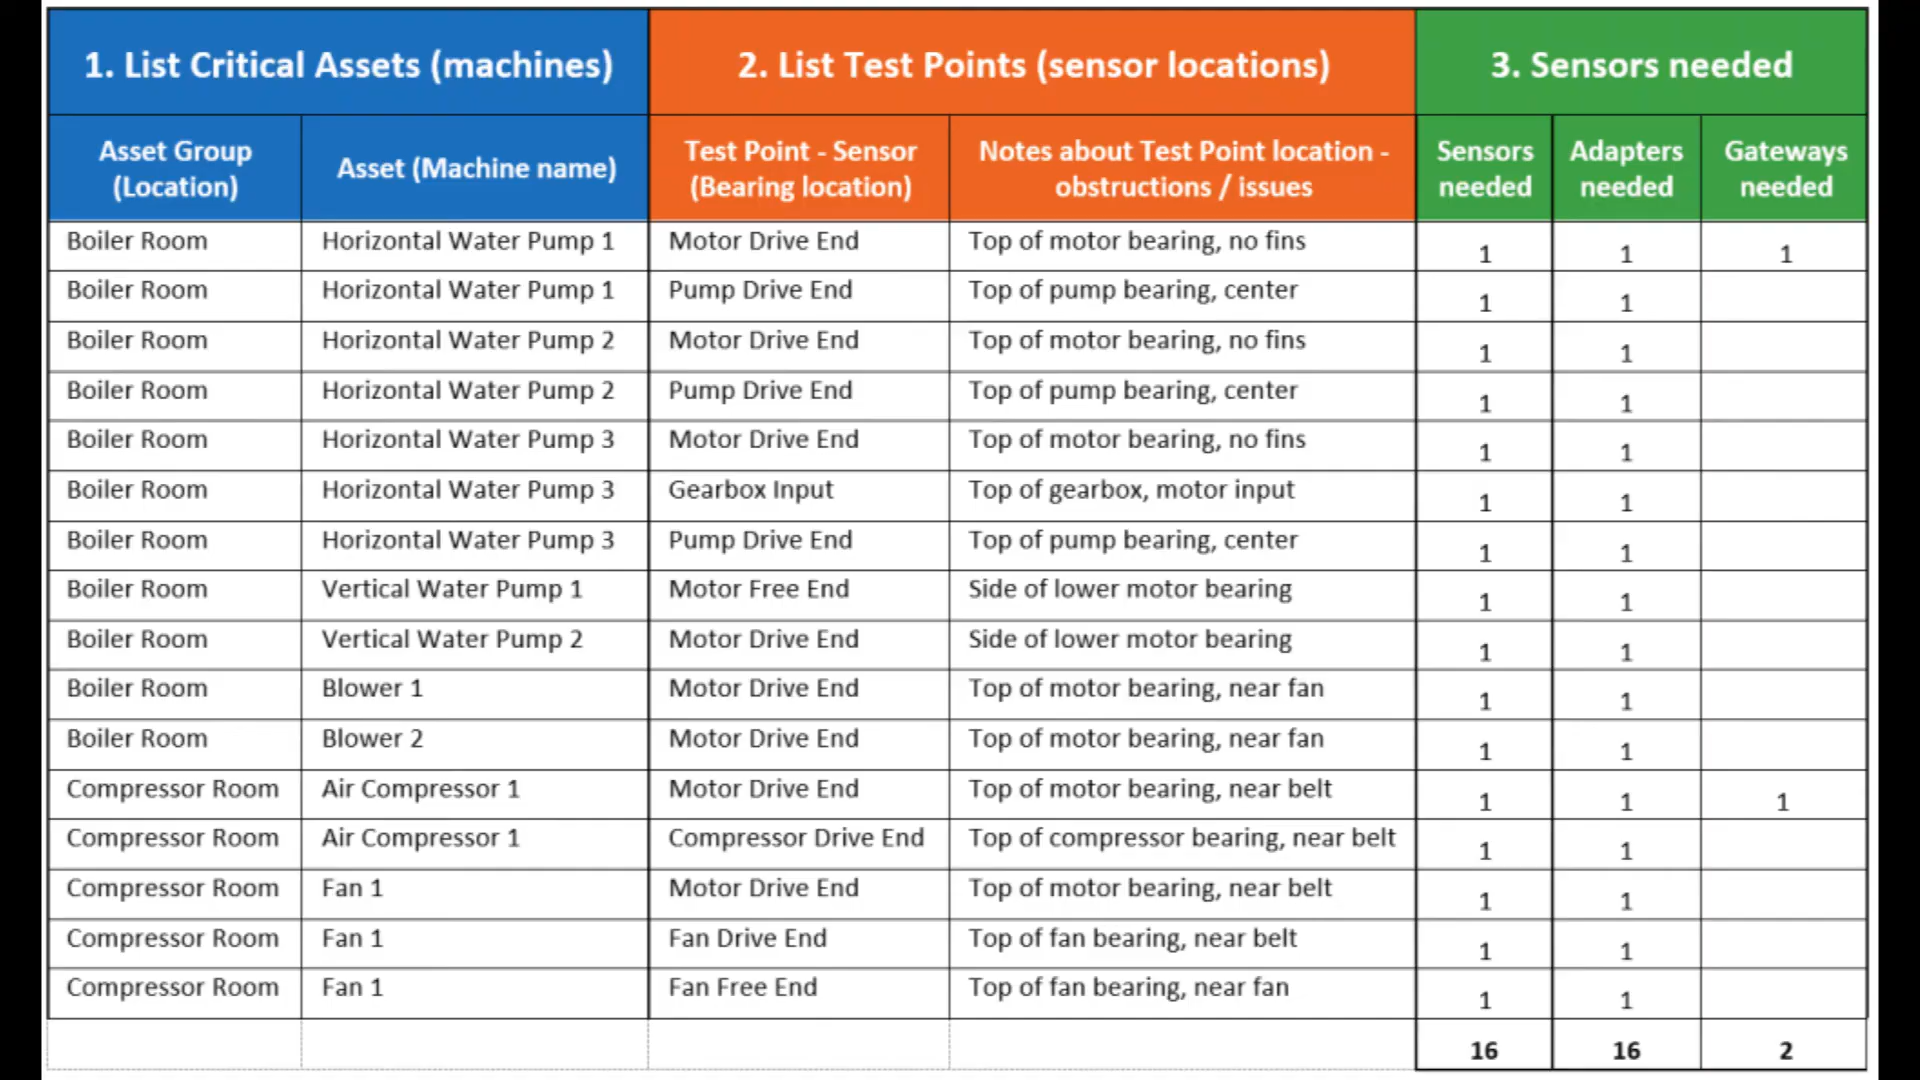 1. List Critical Assets (machines) 2. List Test Points (sensor locations) 3. Sensors needed
Asset Group (Location) Asset (Machine name) Test Point - Sensor (Bearing location) Notes about Test Point location - obstructions / issues Sensors needed Adapters needed Gateways needed
Boiler Room Horizontal Water Pump 1 Motor Drive End Top of motor bearing, no fins 1 1 1
Boiler Room Horizontal Water Pump 1 Pump Drive End Top of pump bearing, center 1 1
Boiler Room Horizontal Water Pump 2 Motor Drive End Top of motor bearing, no fins 1 1
Boiler Room Horizontal Water Pump 2 Pump Drive End Top of pump bearing, center 1 1
Boiler Room Horizontal Water Pump 3 Motor Drive End Top of motor bearing, no fins 1 1
Boiler Room Horizontal Water Pump 3 Gearbox Input Top of gearbox, motor input 1 1
Boiler Room Horizontal Water Pump 3 Pump Drive End Top of pump bearing, center 1 1
Boiler Room Vertical Water Pump 1 Motor Free End Side of lower motor bearing 1 1
Boiler Room Vertical Water Pump 2 Motor Drive End Side of lower motor bearing 1 1
Boiler Room Blower 1 Motor Drive End Top of motor bearing, near fan 1 1
Boiler Room Blower 2 Motor Drive End Top of motor bearing, near fan 1 1
Compressor Room Air Compressor 1 Motor Drive End Top of motor bearing, near belt 1 1 1
Compressor Room Air Compressor 1 Compressor Drive End Top of compressor bearing, near belt 1 1
Compressor Room Fan 1 Motor Drive End Top of motor bearing, near belt 1 1
Compressor Room Fan 1 Fan Drive End Top of fan bearing, near belt 1 1
Compressor Room Fan 1 Fan Free End Top of fan bearing, near fan 1 1
16 16 2